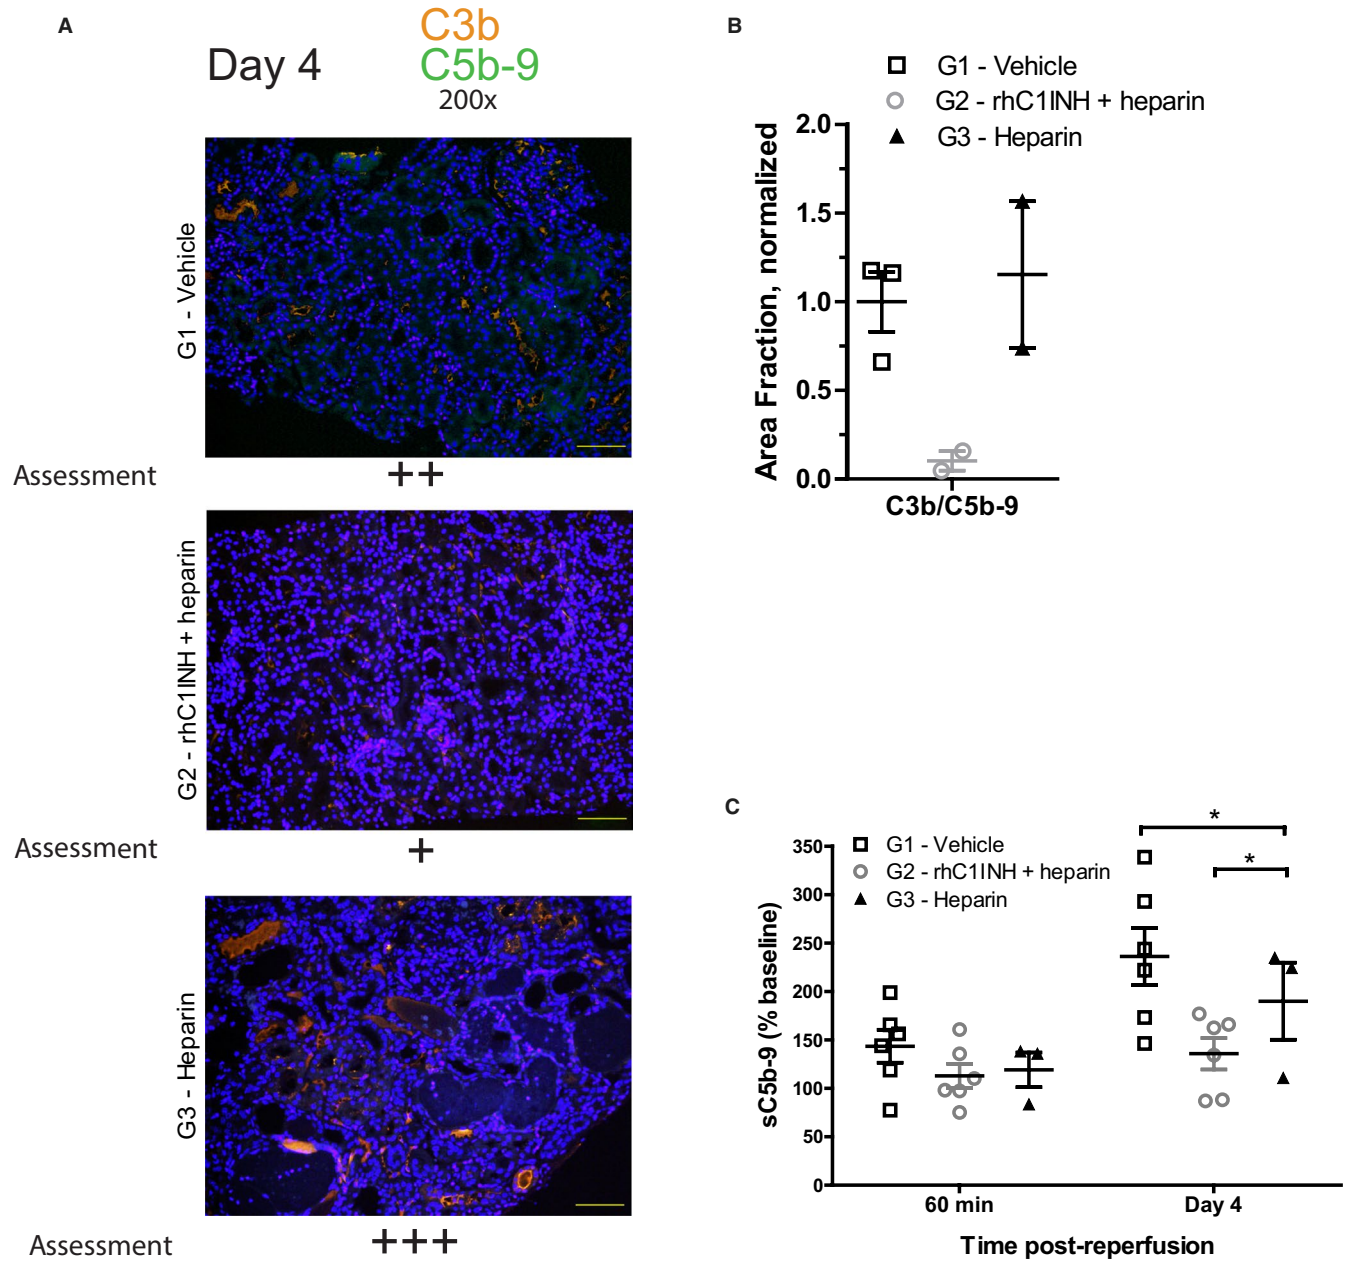 A
Day 4
C3b
C5b-9
200x
G1 - Vehicle
Assessment ++
G2 - rhC1INH + heparin
Assessment +
G3 - Heparin
Assessment +++
B
G1 - Vehicle
G2 - rhC1INH + heparin
G3 - Heparin
Area Fraction, normalized
2.0
1.5
1.0
0.5
0.0
C3b/C5b-9
C
G1 - Vehicle
G2 - rhC1INH + heparin
G3 - Heparin
*
*
sC5b-9 (% baseline)
350
300
250
200
150
100
50
0
60 min Day 4
Time post-reperfusion